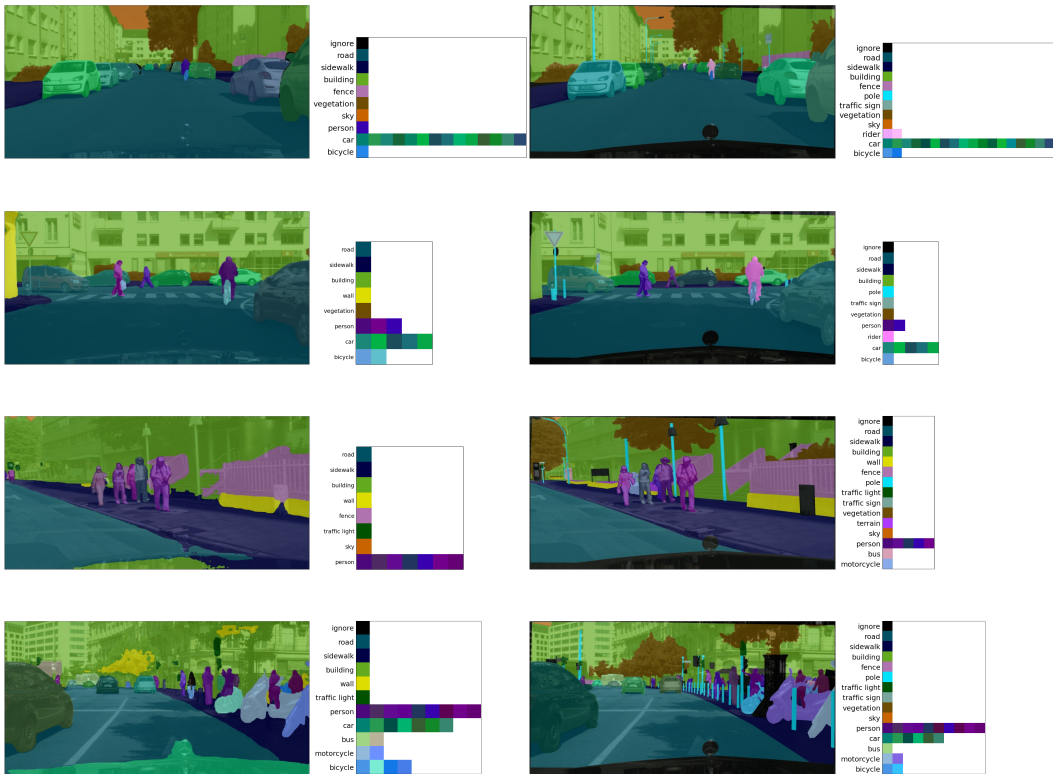 ignore
road
sidewalk
building
fence
vegetation
sky
person
car
bicycle
ignore
road
sidewalk
building
fence
pole
traffic sign
vegetation
sky
rider
car
bicycle
road
sidewalk
building
wall
vegetation
person
car
bicycle
ignore
road
sidewalk
building
pole
traffic sign
vegetation
person
rider
car
bicycle
road
sidewalk
building
wall
fence
traffic light
sky
person
ignore
road
sidewalk
building
wall
fence
pole
traffic light
traffic sign
vegetation
terrain
sky
person
bus
motorcycle
ignore
road
sidewalk
building
wall
traffic light
person
car
bus
motorcycle
bicycle
ignore
road
sidewalk
building
fence
pole
traffic light
traffic sign
vegetation
sky
person
car
bus
motorcycle
bicycle